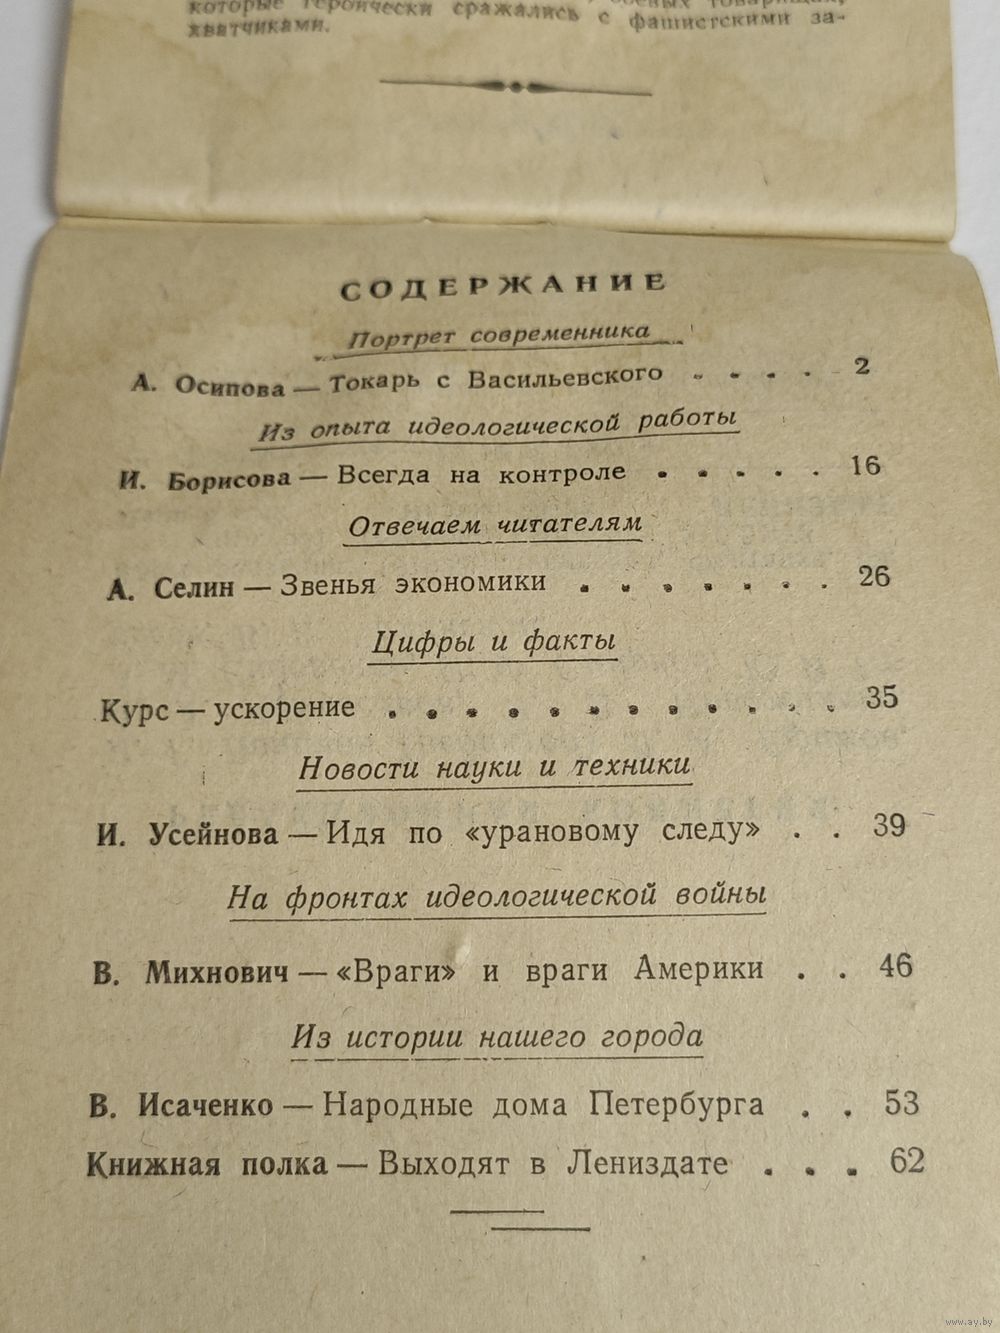 которые героически сражались с фашистскими за-
хватчиками.
СОДЕРЖАНИЕ
Портрет современника
А. Осипова — Токарь с Васильевского . . . . 2
Из опыта идеологической работы
И. Борисова — Всегда на контроле . . . . . 16
Отвечаем читателям
А. Селин — Звенья экономики . . . . . . . 26
Цифры и факты
Курс — ускорение . . . . . . . . . . . . 35
Новости науки и техники
И. Усейнова — Идя по «урановому следу» . . 39
На фронтах идеологической войны
В. Михнович — «Враги» и враги Америки . . 46
Из истории нашего города
В. Исаченко — Народные дома Петербурга . . 53
Книжная полка — Выходят в Лениздате . . . 62
www.ay.by